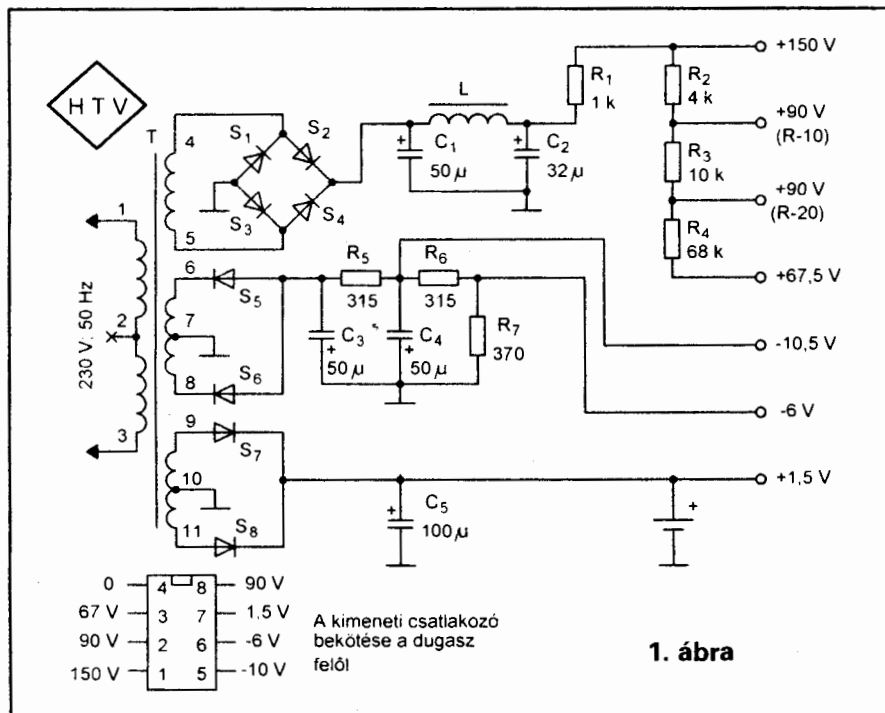 HTV
T
230 V; 50 Hz
1
2
3
4
5
6
7
8
9
10
11
S1
S2
S3
S4
S5
S6
S7
S8
L
C1
50 µ
C2
32 µ
R1
1 k
R2
4 k
R3
10 k
R4
68 k
R5
315
R6
315
C3
50 µ
C4
50 µ
R7
370
C5
100 µ
+150 V
+90 V
(R-10)
+90 V
(R-20)
+67,5 V
-10,5 V
-6 V
+1,5 V
0 4 8 90 V
67 V 3 7 1,5 V
90 V 2 6 -6 V
150 V 1 5 -10 V
A kimeneti csatlakozó
bekötése a dugasz
felől
1. ábra